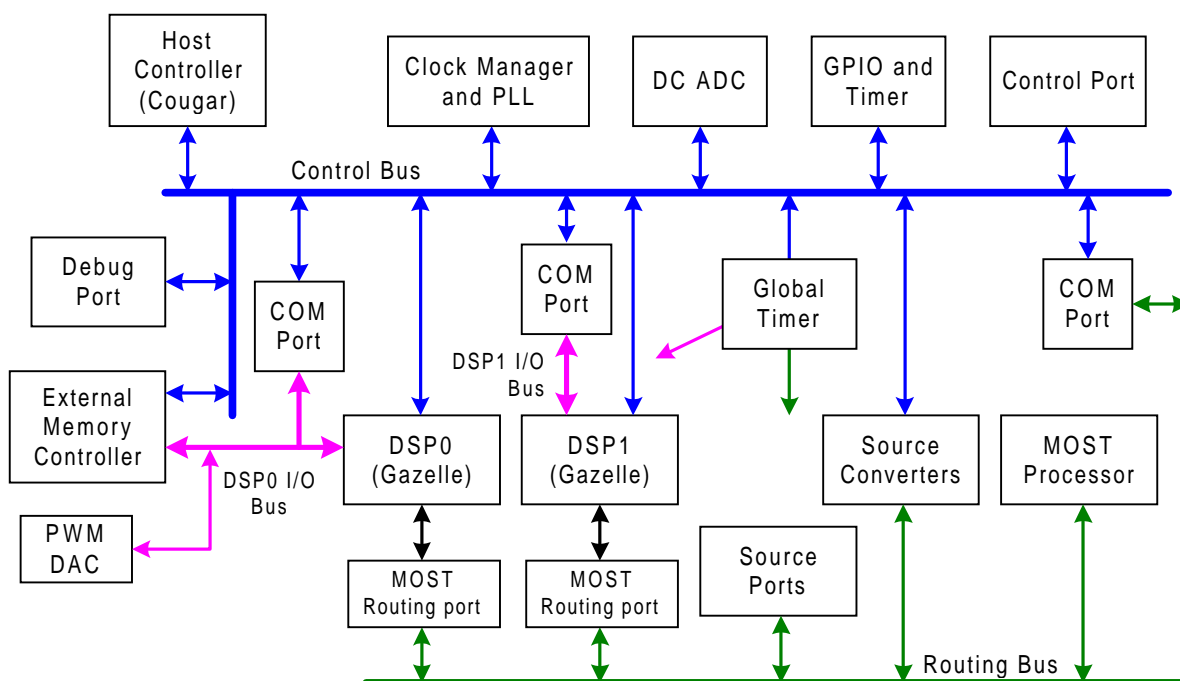 Host
Controller
(Cougar)
Clock Manager
and PLL
DC ADC
GPIO and
Timer
Control Port
Control Bus
Debug
Port
COM
Port
COM
Port
Global
Timer
COM
Port
DSP1 I/O
Bus
External
Memory
Controller
DSP0 I/O
Bus
DSP0
(Gazelle)
DSP1
(Gazelle)
Source
Converters
MOST
Processor
PWM
DAC
MOST
Routing port
MOST
Routing port
Source
Ports
Routing Bus